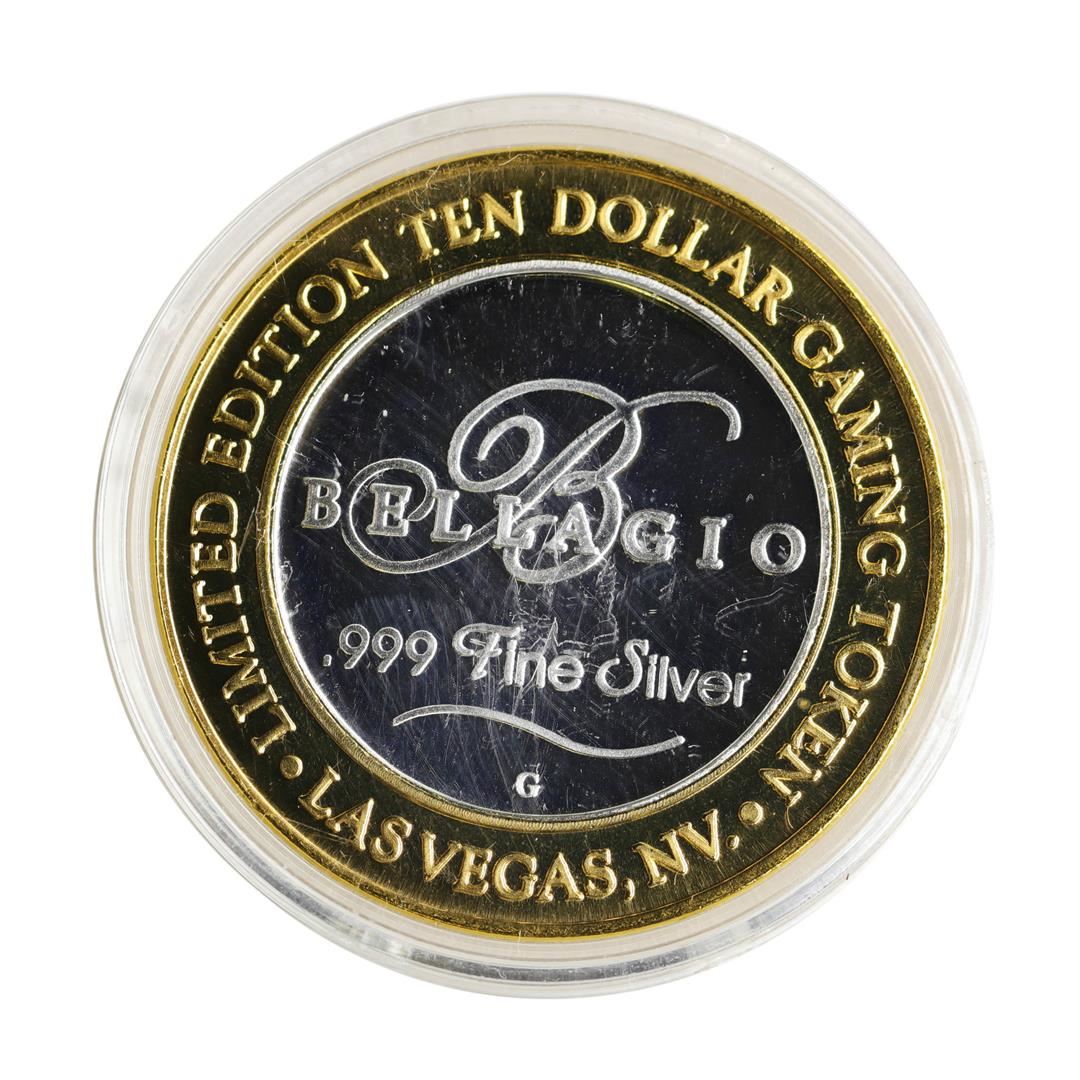 LIMITED EDITION TEN DOLLAR GAMING TOKEN
B
BELLAGIO
.999 Fine Silver
G
• LAS VEGAS, NV. •